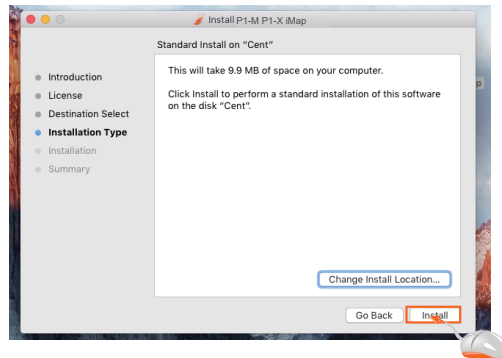 Install P1-M P1-X iMap
Standard Install on "Cent"
Introduction
License
Destination Select
Installation Type
Installation
Summary
This will take 9.9 MB of space on your computer.
Click Install to perform a standard installation of this software
on the disk "Cent".
p
Change Install Location...
Go Back
Install